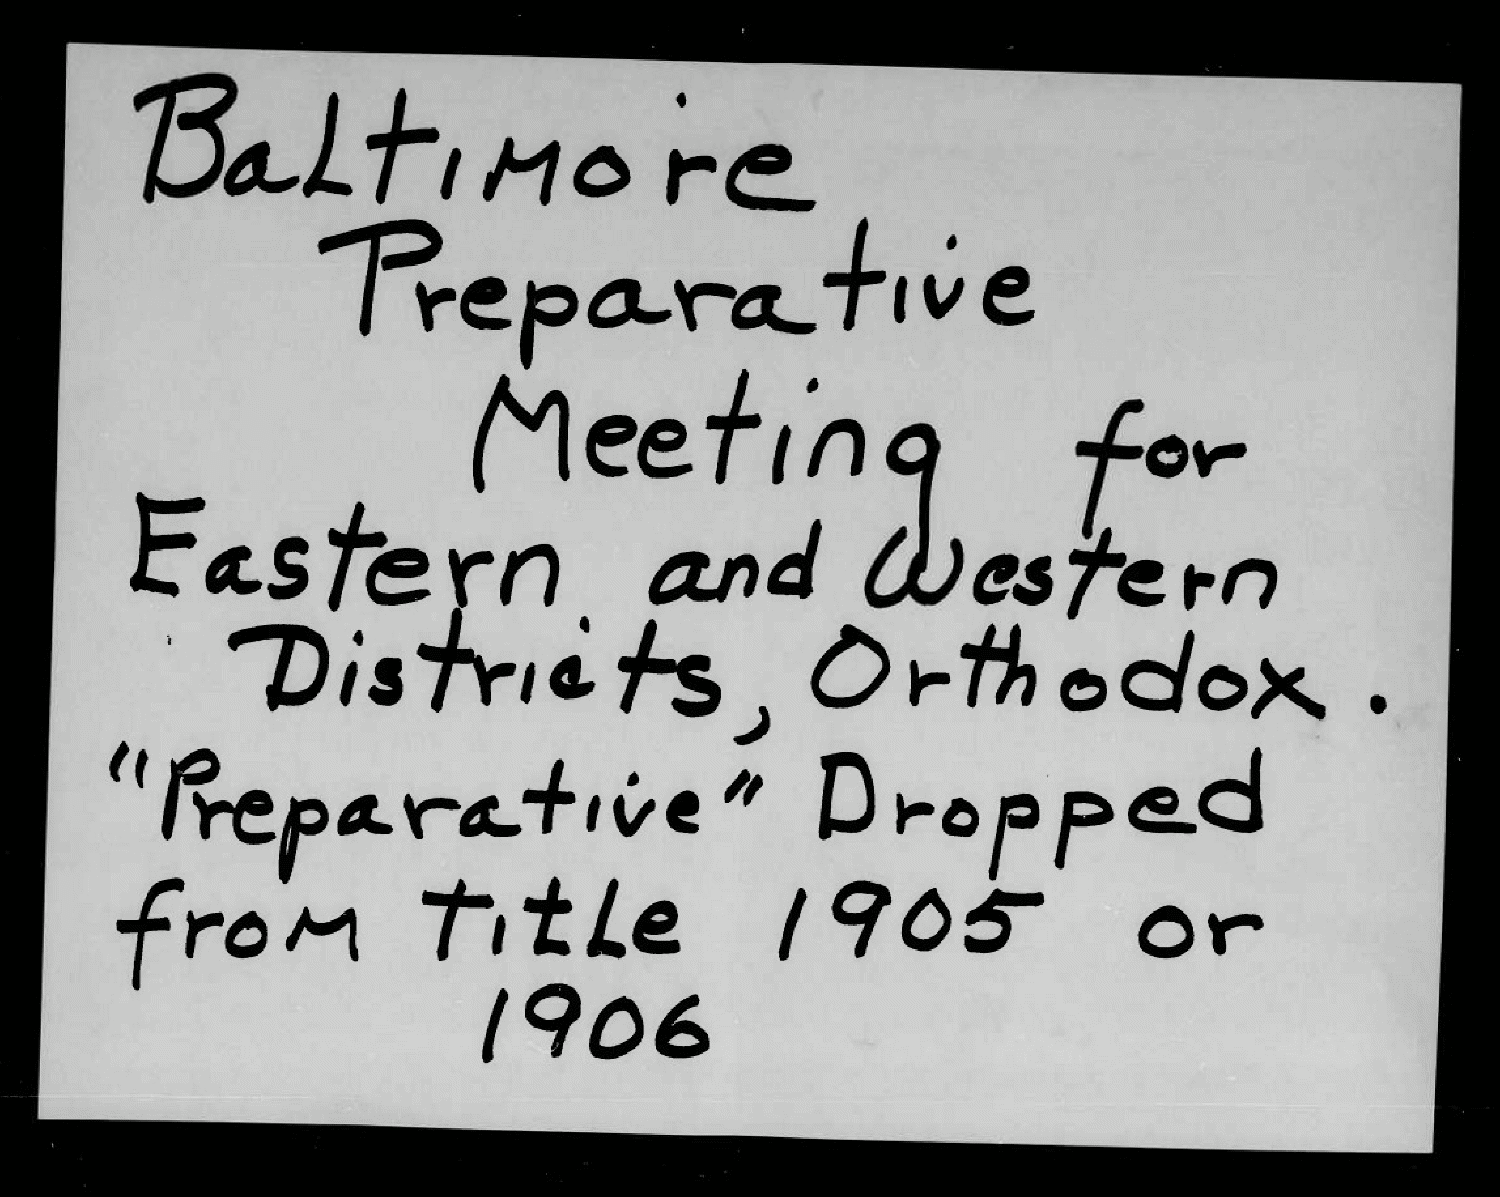 Baltimore
Preparative
Meeting for
Eastern and Western
Districts, Orthodox.
"Preparative" Dropped
from title 1905 or
1906